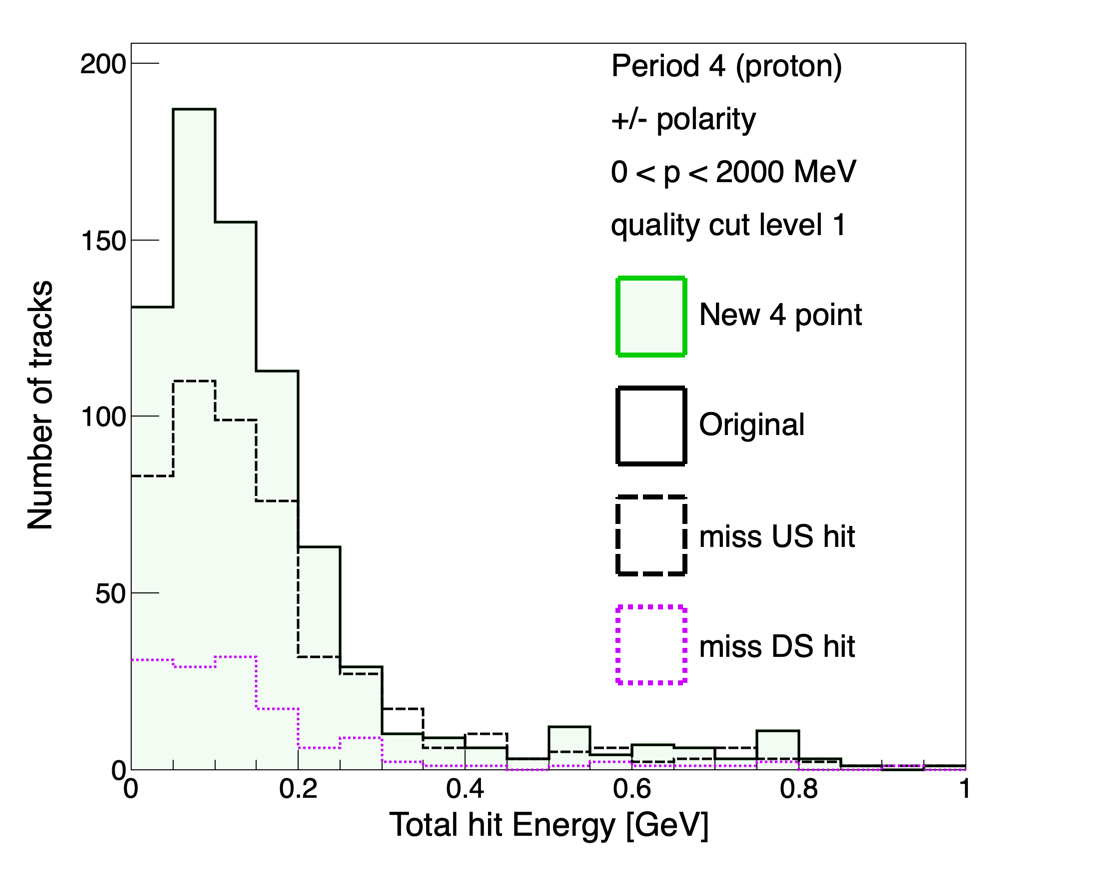 200
150
100
50
0
Number of tracks
Period 4 (proton)
+/- polarity
0 < p < 2000 MeV
quality cut level 1
New 4 point
Original
miss US hit
miss DS hit
0 0.2 0.4 0.6 0.8 1
Total hit Energy [GeV]